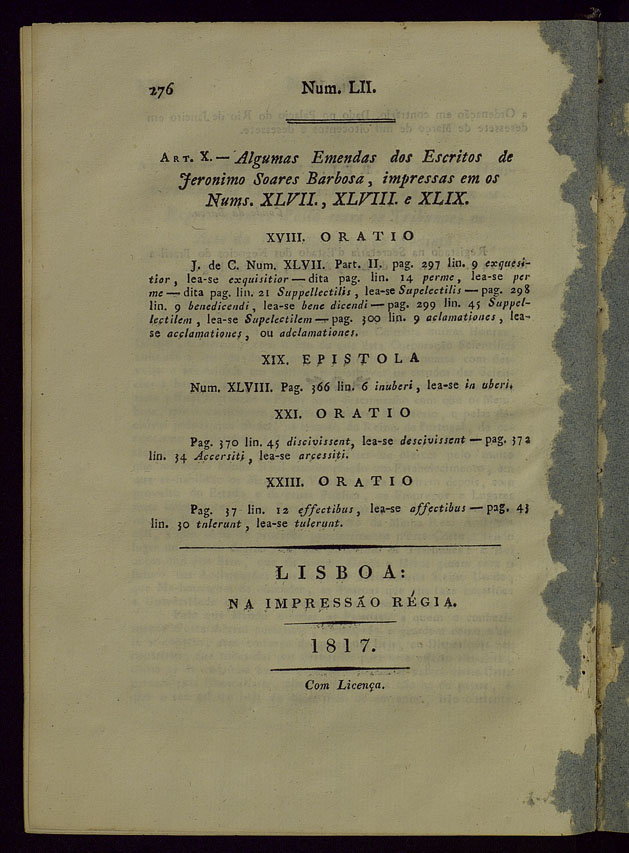 276 Num. LII.
ART. X. — Algumas Emendas dos Escritos de
Jeronimo Soares Barbosa, impressas em os
Nums. XLVII., XLVIII. e XLIX.
XVIII. ORATIO
J. de C. Num. XLVII. Part. II. pag. 297 lin. 9 exquesi-
tior, lea-se exquisitior — dita pag. lin. 14 perme, lea-se per
me — dita pag. lin. 21 Suppellectilis, lea-se Supelectilis — pag. 298
lin. 9 benedicendi, lea-se bene dicendi — pag. 299 lin. 45 Suppel-
lectilem, lea-se Supelectilem — pag. 300 lin. 9 aclamationes, lea-
se acclamationes, ou adclamationes.
XIX. EPISTOLA
Num. XLVIII. Pag. 366 lin. 6 inuberi, lea-se in uberi.
XXI. ORATIO
Pag. 370 lin. 45 discivissent, lea-se descivissent — pag. 372
lin. 34 Accersiti, lea-se arcessiti.
XXIII. ORATIO
Pag. 37 lin. 12 effectibus, lea-se affectibus — pag. 43
lin. 30 tnlerunt, lea-se tulerunt.
LISBOA:
NA IMPRESSÃO RÉGIA.
1817.
Com Licença.